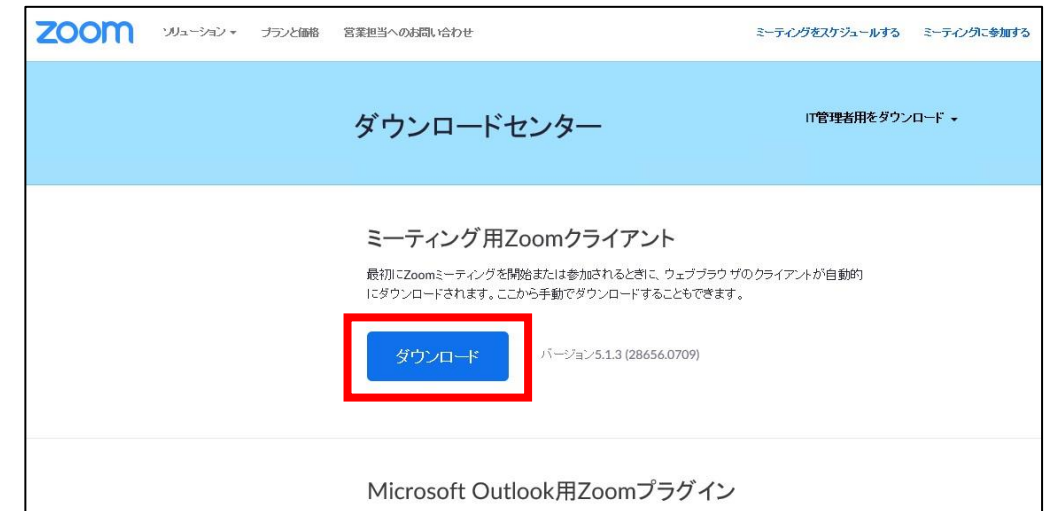 zoom ソリューション プランと価格 営業担当へのお問い合わせ ミーティングをスケジュールする ミーティングに参加する
ダウンロードセンター
IT管理者用をダウンロード
ミーティング用Zoomクライアント
最初にZoomミーティングを開始または参加されるときに、ウェブブラウザのクライアントが自動的
にダウンロードされます。ここから手動でダウンロードすることもできます。
ダウンロード バージョン5.1.3 (28656.0709)
Microsoft Outlook用Zoomプラグイン